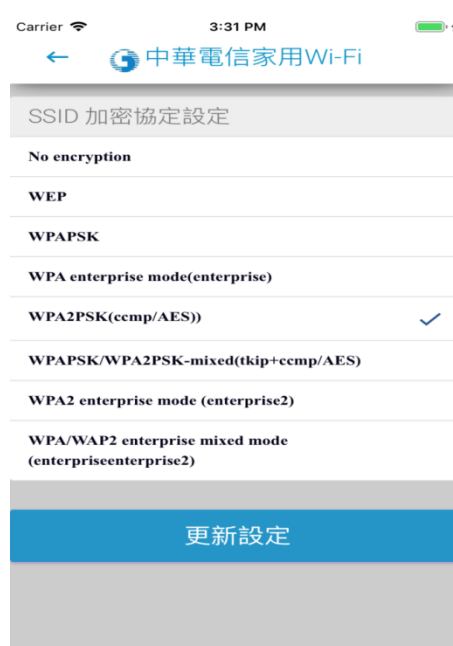 Carrier 3:31 PM
← 中華電信家用Wi-Fi
SSID 加密協定設定
No encryption
WEP
WPAPSK
WPA enterprise mode(enterprise)
WPA2PSK(ccmp/AES))
WPAPSK/WPA2PSK-mixed(tkip+ccmp/AES)
WPA2 enterprise mode (enterprise2)
WPA/WAP2 enterprise mixed mode
(enterpriseenterprise2)
更新設定